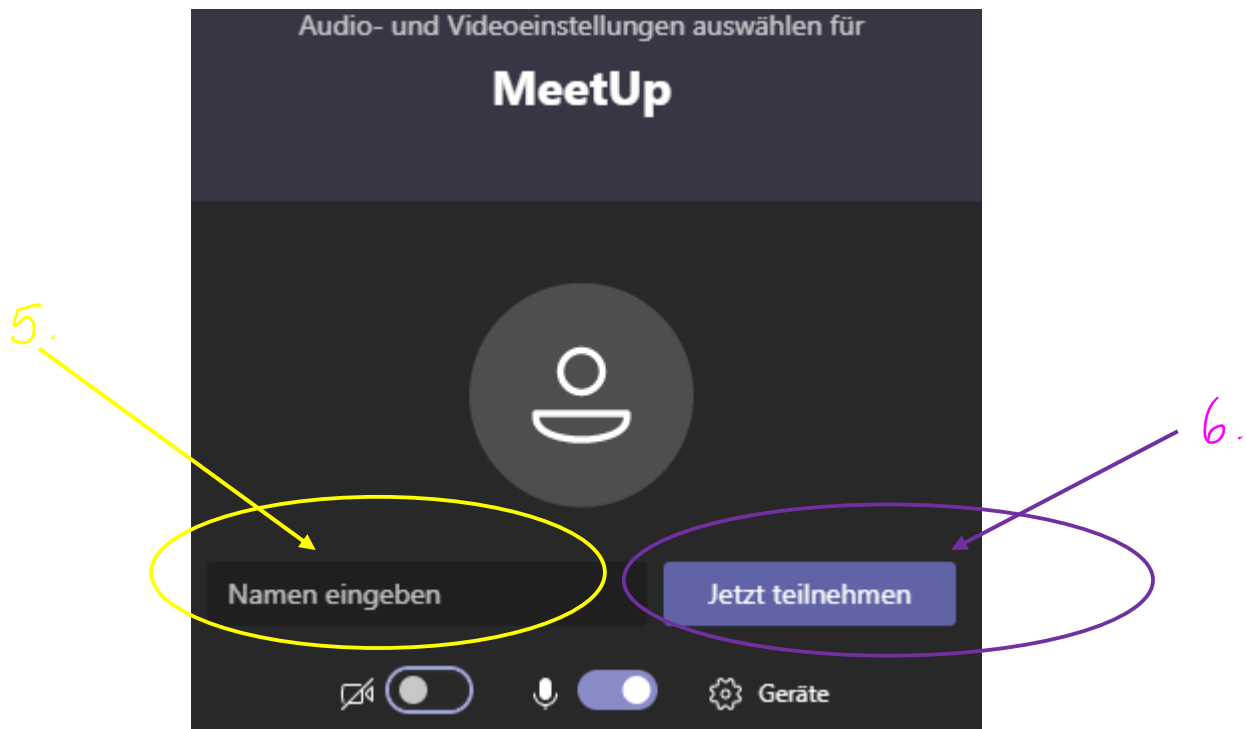 Audio- und Videoeinstellungen auswählen für
MeetUp
5.
6.
Namen eingeben
Jetzt teilnehmen
Geräte